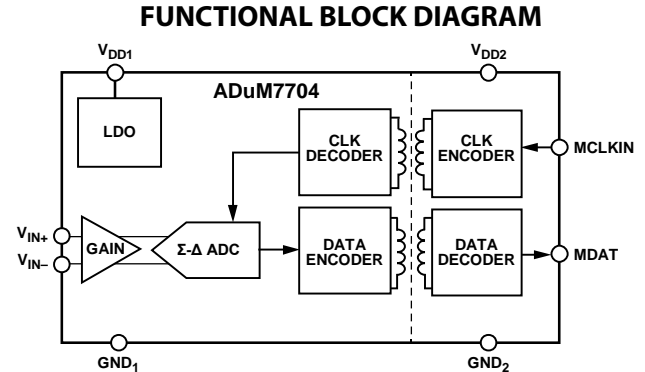 FUNCTIONAL BLOCK DIAGRAM
VDD1
VDD2
ADuM7704
LDO
CLK
DECODER
CLK
ENCODER
MCLKIN
VIN+
VIN–
GAIN
Σ-Δ ADC
DATA
ENCODER
DATA
DECODER
MDAT
GND1
GND2